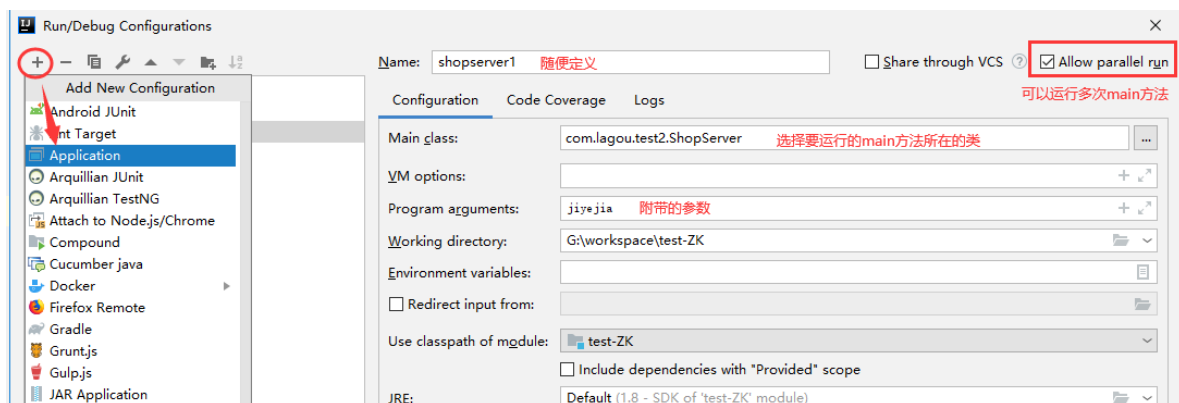 Run/Debug Configurations
Add New Configuration
Android JUnit
Ant Target
Application
Arquillian JUnit
Arquillian TestNG
Attach to Node.js/Chrome
Compound
Cucumber java
Docker
Firefox Remote
Gradle
Grunt.js
Gulp.js
JAR Application
Name: shopserver1 随便定义 Share through VCS Allow parallel run
可以运行多次main方法
Configuration Code Coverage Logs
Main class: com.lagou.test2.ShopServer 选择要运行的main方法所在的类 ...
VM options:
Program arguments: jiyejia 附带的参数
Working directory: G:\workspace\test-ZK
Environment variables:
Redirect input from:
Use classpath of module: test-ZK
Include dependencies with "Provided" scope
JRE: Default (1.8 - SDK of 'test-ZK' module)